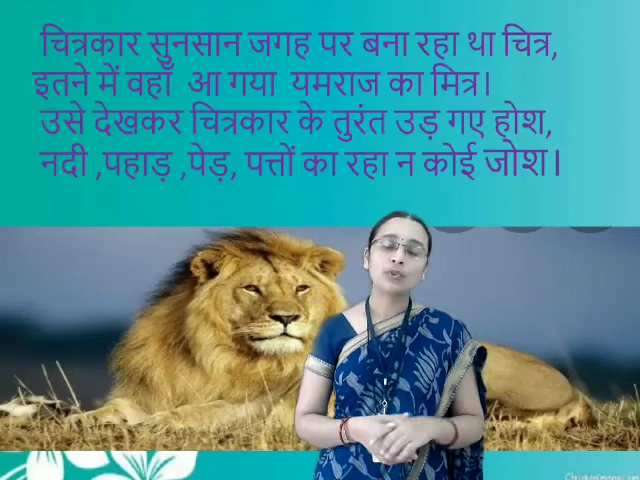 चित्रकार सुनसान जगह पर बना रहा था चित्र,
इतने में वहाँ आ गया यमराज का मित्र।
उसे देखकर चित्रकार के तुरंत उड़ गए होश,
नदी ,पहाड़ ,पेड़, पत्तों का रहा न कोई जोश।